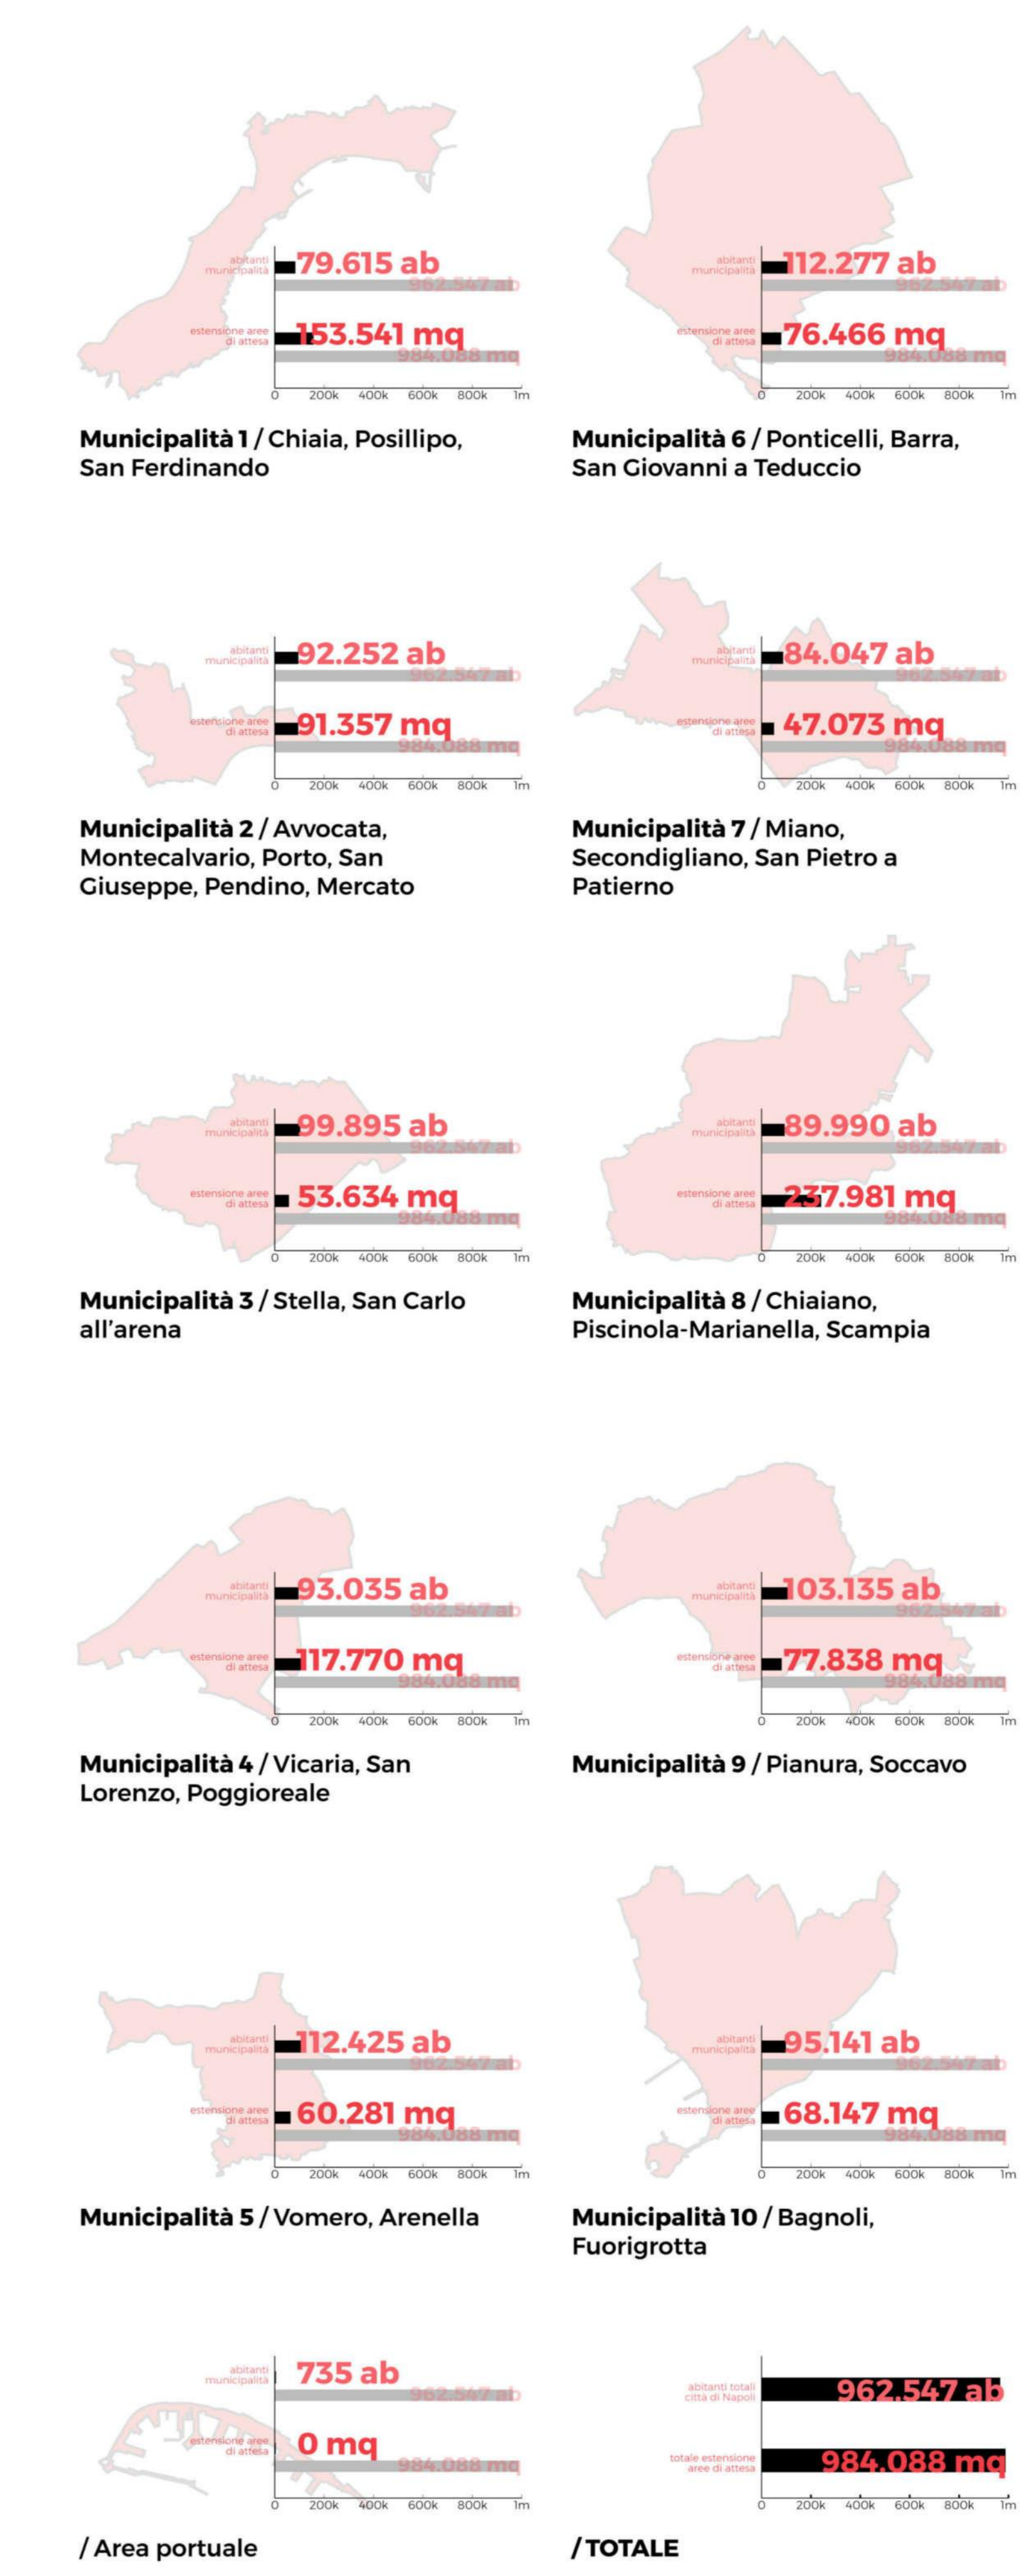 abitanti
municipalità
79.615 ab
962.547 ab
estensione aree
di attesa
153.541 mq
984.088 mq
0 200k 400k 600k 800k 1m
Municipalità 1 / Chiaia, Posillipo,
San Ferdinando
abitanti
municipalità
112.277 ab
962.547 ab
estensione aree
di attesa
76.466 mq
984.088 mq
0 200k 400k 600k 800k 1m
Municipalità 6 / Ponticelli, Barra,
San Giovanni a Teduccio
abitanti
municipalità
92.252 ab
962.547 ab
estensione aree
di attesa
91.357 mq
984.088 mq
0 200k 400k 600k 800k 1m
Municipalità 2 / Avvocata,
Montecalvario, Porto, San
Giuseppe, Pendino, Mercato
abitanti
municipalità
84.047 ab
962.547 ab
estensione aree
di attesa
47.073 mq
984.088 mq
0 200k 400k 600k 800k 1m
Municipalità 7 / Miano,
Secondigliano, San Pietro a
Patierno
abitanti
municipalità
99.895 ab
962.547 ab
estensione aree
di attesa
53.634 mq
984.088 mq
0 200k 400k 600k 800k 1m
Municipalità 3 / Stella, San Carlo
all'arena
abitanti
municipalità
89.990 ab
962.547 ab
estensione aree
di attesa
237.981 mq
984.088 mq
0 200k 400k 600k 800k 1m
Municipalità 8 / Chiaiano,
Piscinola-Marianella, Scampia
abitanti
municipalità
93.035 ab
962.547 ab
estensione aree
di attesa
117.770 mq
984.088 mq
0 200k 400k 600k 800k 1m
Municipalità 4 / Vicaria, San
Lorenzo, Poggioreale
abitanti
municipalità
103.135 ab
962.547 ab
estensione aree
di attesa
77.838 mq
984.088 mq
0 200k 400k 600k 800k 1m
Municipalità 9 / Pianura, Soccavo
abitanti
municipalità
112.425 ab
962.547 ab
estensione aree
di attesa
60.281 mq
984.088 mq
0 200k 400k 600k 800k 1m
Municipalità 5 / Vomero, Arenella
abitanti
municipalità
95.141 ab
962.547 ab
estensione aree
di attesa
68.147 mq
984.088 mq
0 200k 400k 600k 800k 1m
Municipalità 10 / Bagnoli,
Fuorigrotta
abitanti
municipalità
735 ab
962.547 ab
estensione aree
di attesa
0 mq
984.088 mq
0 200k 400k 600k 800k 1m
/ Area portuale
abitanti totali
città di Napoli
962.547 ab
totale estensione
aree di attesa
984.088 mq
0 200k 400k 600k 800k 1m
/ TOTALE